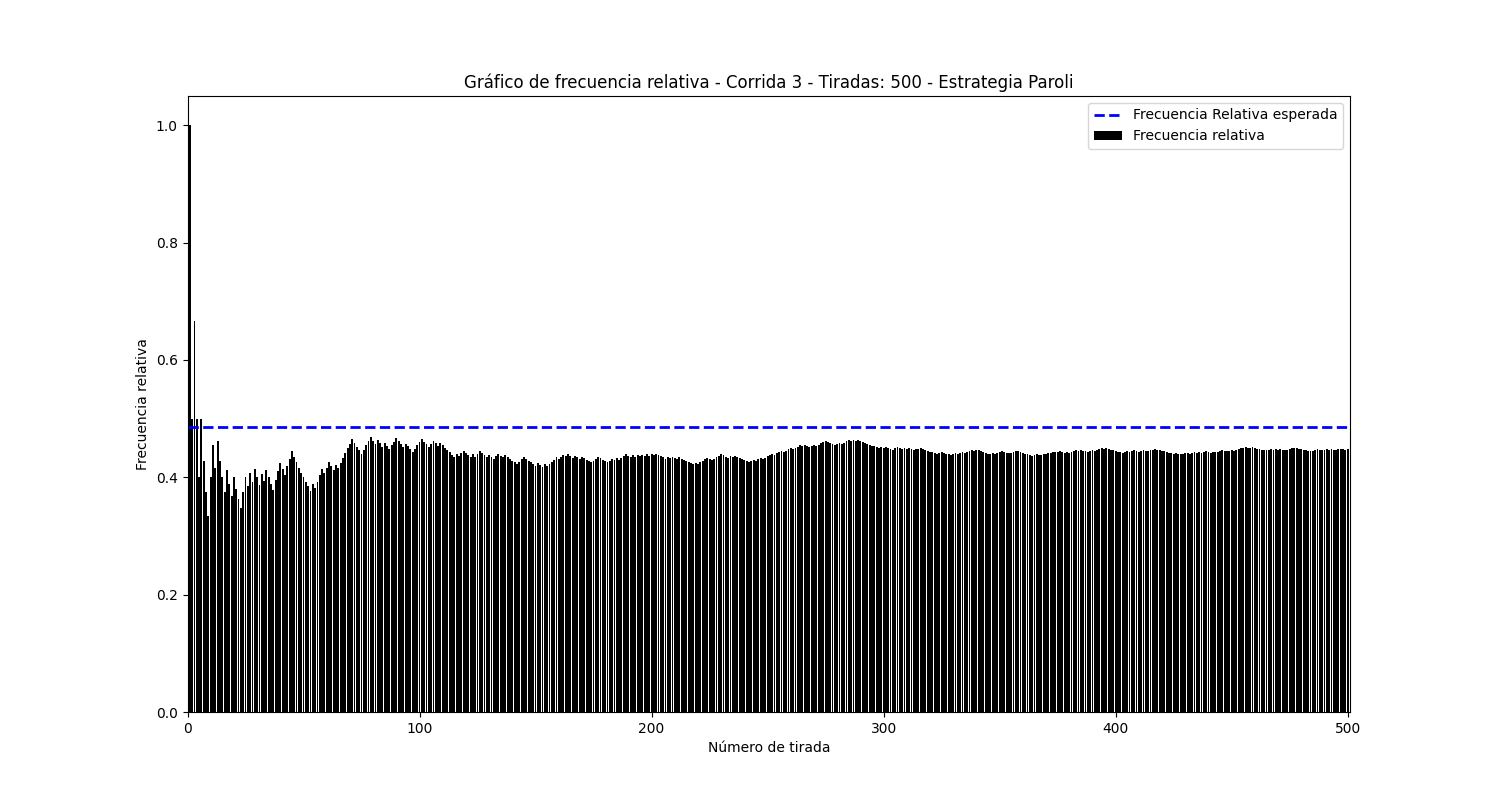 Gráfico de frecuencia relativa - Corrida 3 - Tiradas: 500 - Estrategia Paroli
Frecuencia Relativa esperada
Frecuencia relativa
1.0
0.8
0.6
0.4
0.2
0.0
Frecuencia relativa
0
100
200
300
400
500
Número de tirada